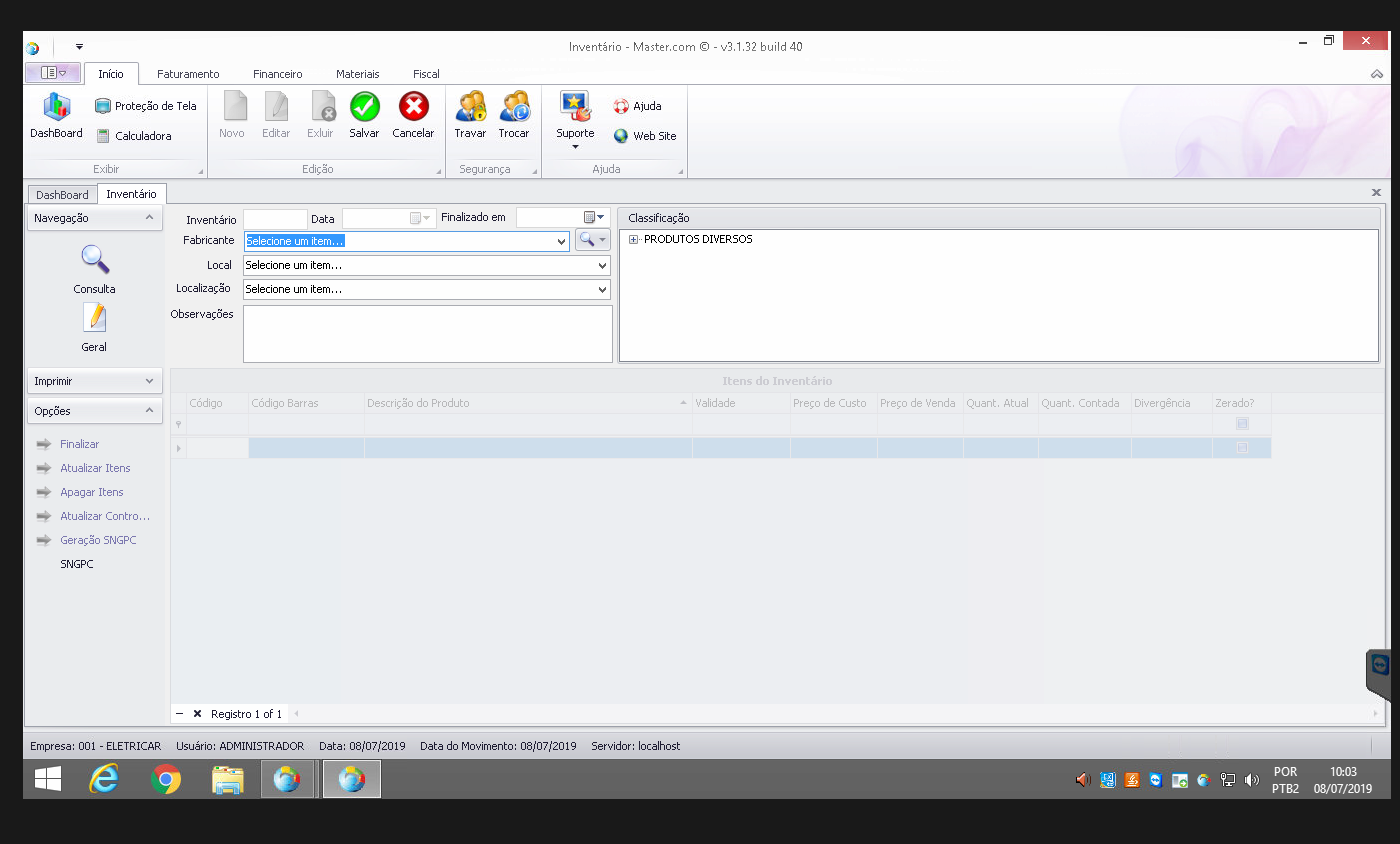 Inventário - Master.com © - v3.1.32 build 40
Início Faturamento Financeiro Materiais Fiscal
DashBoard Proteção de Tela Calculadora Novo Editar Exluir Salvar Cancelar Travar Trocar Suporte Ajuda Web Site
Exibir Edição Segurança Ajuda
DashBoard Inventário
Navegação
Consulta
Geral
Imprimir
Opções
Finalizar
Atualizar Itens
Apagar Itens
Atualizar Contro...
Geração SNGPC
SNGPC
Inventário Data Finalizado em
Fabricante Selecione um item...
Local Selecione um item...
Localização Selecione um item...
Observações
Classificação
PRODUTOS DIVERSOS
Itens do Inventário
Código Código Barras Descrição do Produto Validade Preço de Custo Preço de Venda Quant. Atual Quant. Contada Divergência Zerado?
Registro 1 of 1
Empresa: 001 - ELETRICAR Usuário: ADMINISTRADOR Data: 08/07/2019 Data do Movimento: 08/07/2019 Servidor: localhost
POR 10:03
PTB2 08/07/2019